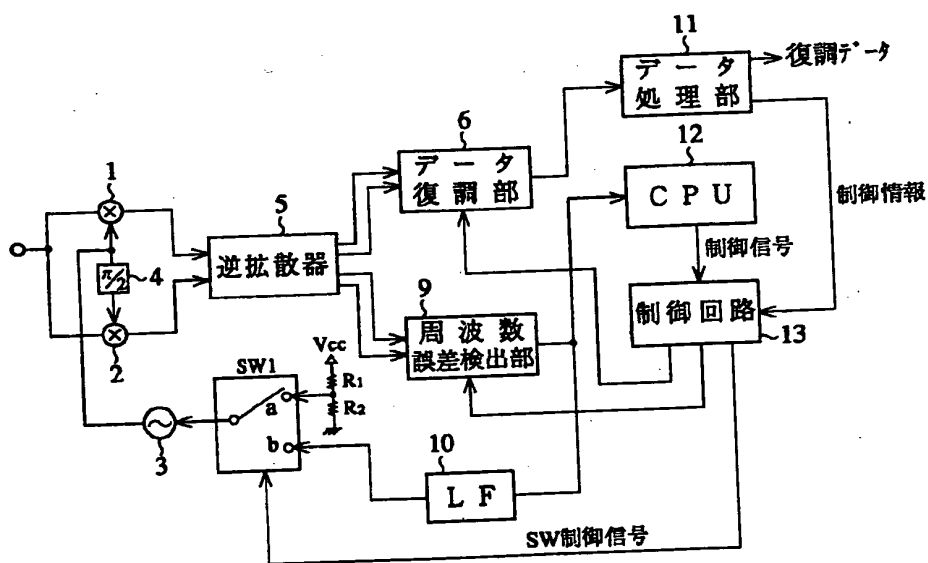 11
データ
処理部
復調データ
6
データ
復調部
12
CPU
制御情報
1
5
逆拡散器
制御信号
π/2
4
9
周波数
誤差検出部
制御回路
13
2
Vcc
SW1
R1
a
R2
b
3
10
LF
SW制御信号